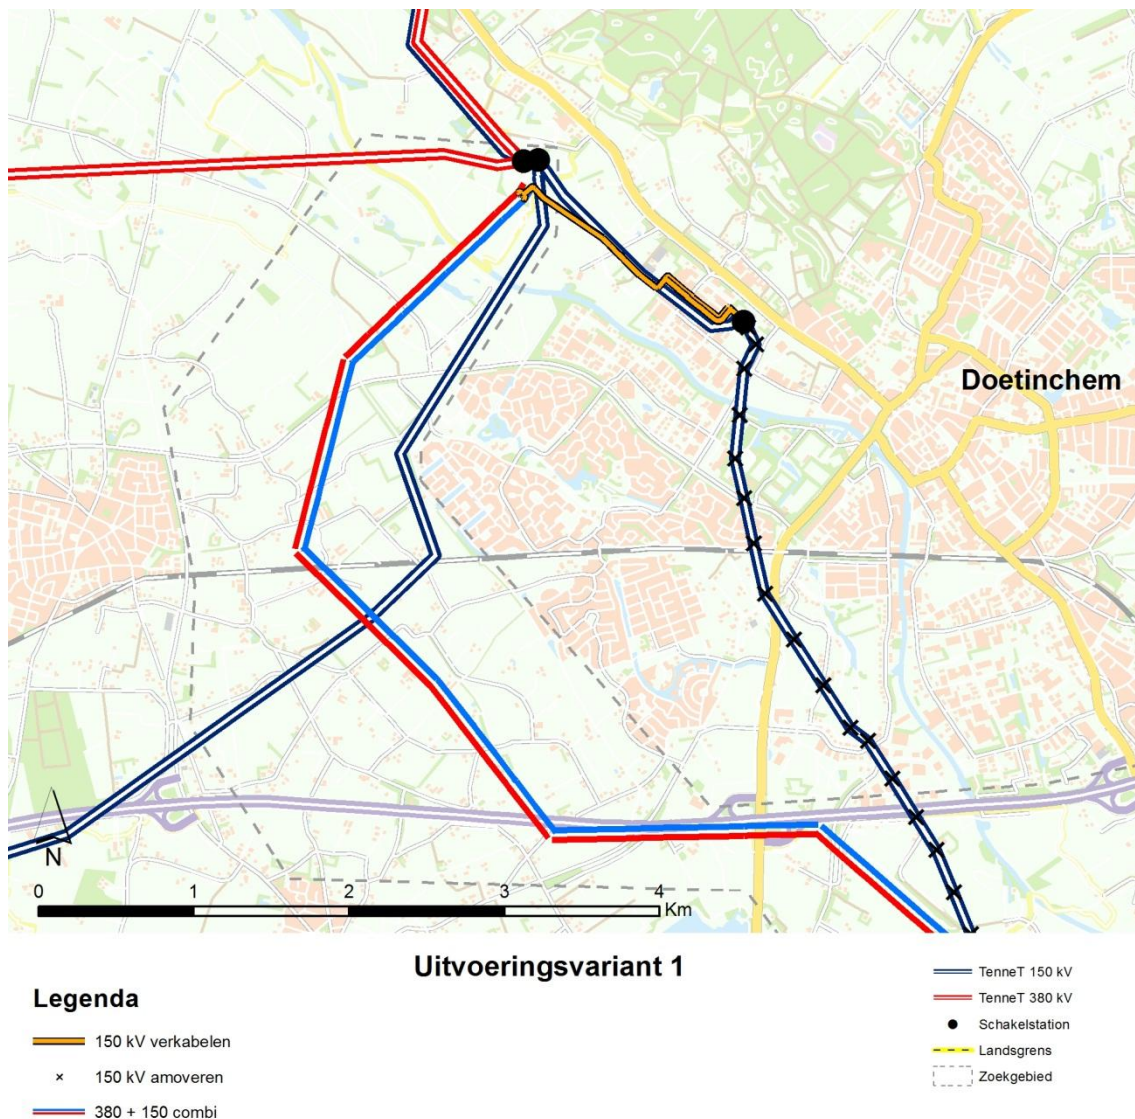 Doetinchem
N
0 1 2 3 4
Km
Uitvoeringsvariant 1
Legenda
150 kV verkabelen
150 kV amoveren
380 + 150 combi
TenneT 150 kV
TenneT 380 kV
Schakelstation
Landsgrens
Zoekgebied